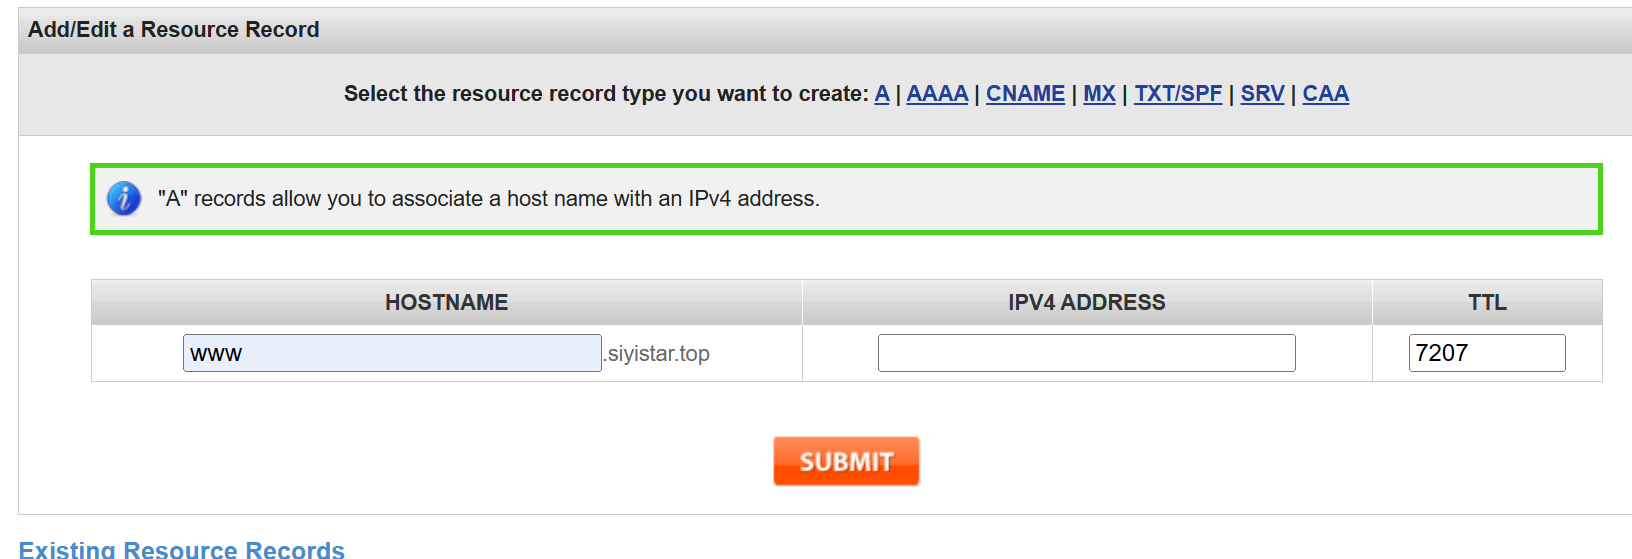 Add/Edit a Resource Record
Select the resource record type you want to create: A | AAAA | CNAME | MX | TXT/SPF | SRV | CAA
"A" records allow you to associate a host name with an IPv4 address.
HOSTNAME IPV4 ADDRESS TTL
www .siyistar.top 7207
SUBMIT
Existing Resource Records